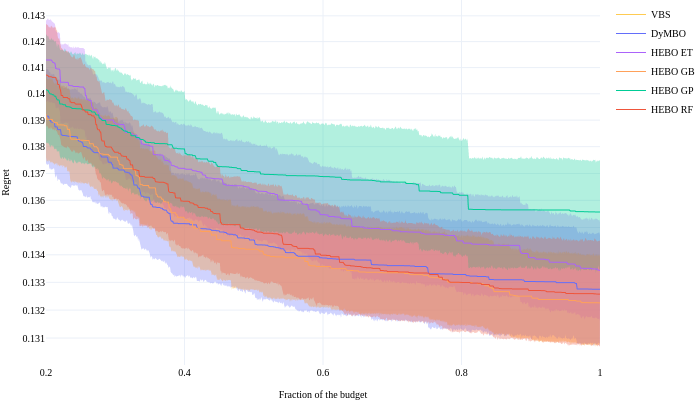 0.143
0.142
0.141
0.14
0.139
0.138
0.137
0.136
0.135
0.134
0.133
0.132
0.131
Regret
0.2
0.4
0.6
0.8
1
Fraction of the budget
VBS
DyMBO
HEBO ET
HEBO GB
HEBO GP
HEBO RF